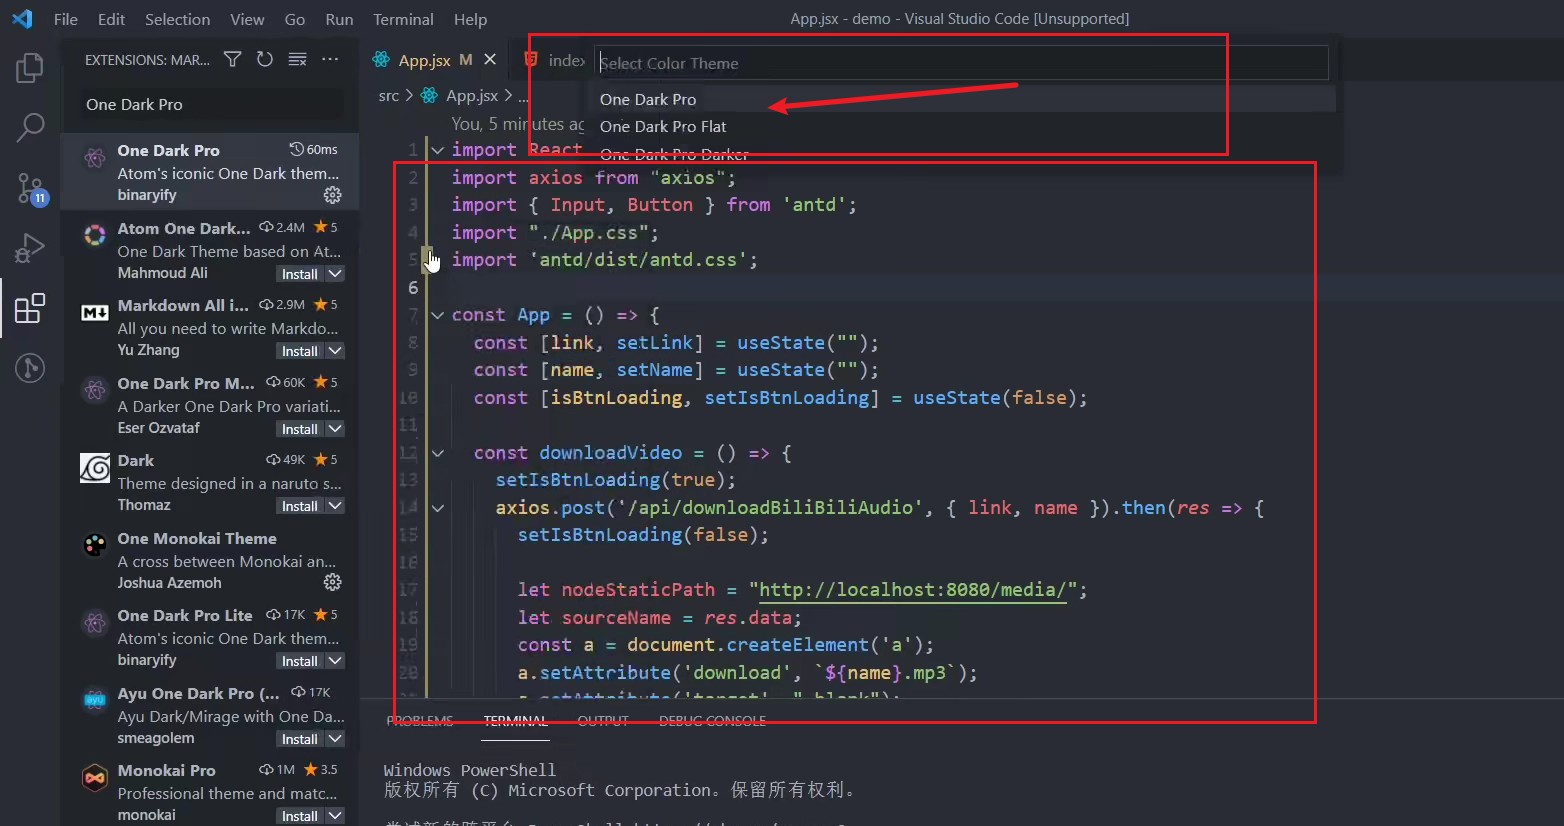 File Edit Selection View Go Run Terminal Help
App.jsx - demo - Visual Studio Code [Unsupported]
EXTENSIONS: MAR...
One Dark Pro
One Dark Pro 60ms
Atom's iconic One Dark them...
binaryify
11
Atom One Dark... 2.4M 5
One Dark Theme based on At...
Mahmoud Ali Install
M
Markdown All i... 2.9M 5
All you need to write Markdo...
Yu Zhang Install
One Dark Pro M... 60K 5
A Darker One Dark Pro variati...
Eser Ozvataf Install
Dark 49K 5
Theme designed in a naruto s...
Thomaz Install
One Monokai Theme
A cross between Monokai an...
Joshua Azemoh
One Dark Pro Lite 17K 5
Atom's iconic One Dark them...
binaryify Install
ayu
Ayu One Dark Pro (... 17K
Ayu Dark/Mirage with One Da...
smeagolem Install
Monokai Pro 1M 3.5
Professional theme and matc...
monokai Install
App.jsx M
index
src > App.jsx > ...
Select Color Theme
One Dark Pro
One Dark Pro Flat
One Dark Pro Darker
You, 5 minutes ag
1 import React
2 import axios from "axios";
3 import { Input, Button } from 'antd';
4 import "./App.css";
5 import 'antd/dist/antd.css';
6
7 const App = () => {
8 const [link, setLink] = useState("");
9 const [name, setName] = useState("");
10 const [isBtnLoading, setIsBtnLoading] = useState(false);
11
12 const downloadVideo = () => {
13 setIsBtnLoading(true);
14 axios.post('/api/downloadBiliBiliAudio', { link, name }).then(res => {
15 setIsBtnLoading(false);
16
17 let nodeStaticPath = "http://localhost:8080/media/";
18 let sourceName = res.data;
19 const a = document.createElement('a');
20 a.setAttribute('download', `${name}.mp3`);
a.setAttribute('target', "_blank");
PROBLEMS TERMINAL OUTPUT DEBUG CONSOLE
Windows PowerShell
版权所有 (C) Microsoft Corporation。保留所有权利。